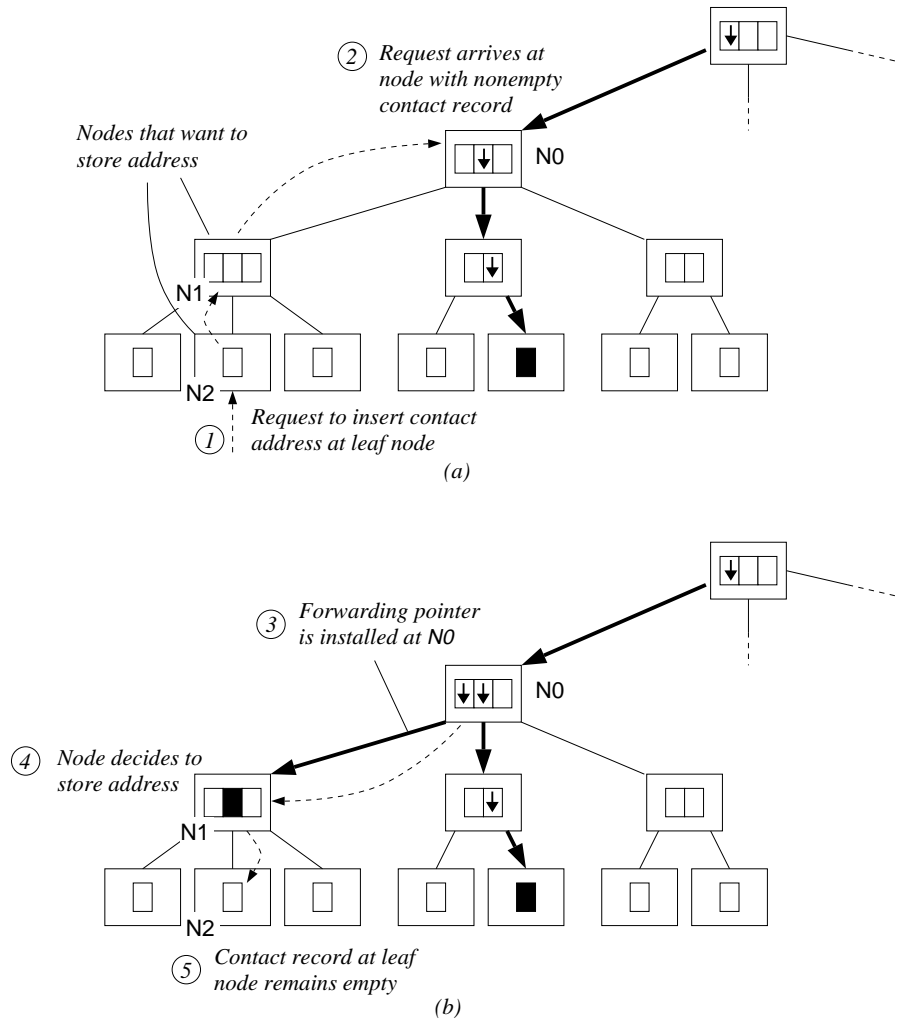 2
Request arrives at
node with nonempty
contact record
N0
Nodes that want to
store address
N1
N2
1
Request to insert contact
address at leaf node
(a)
3
Forwarding pointer
is installed at N0
N0
4
Node decides to
store address
N1
N2
5
Contact record at leaf
node remains empty
(b)